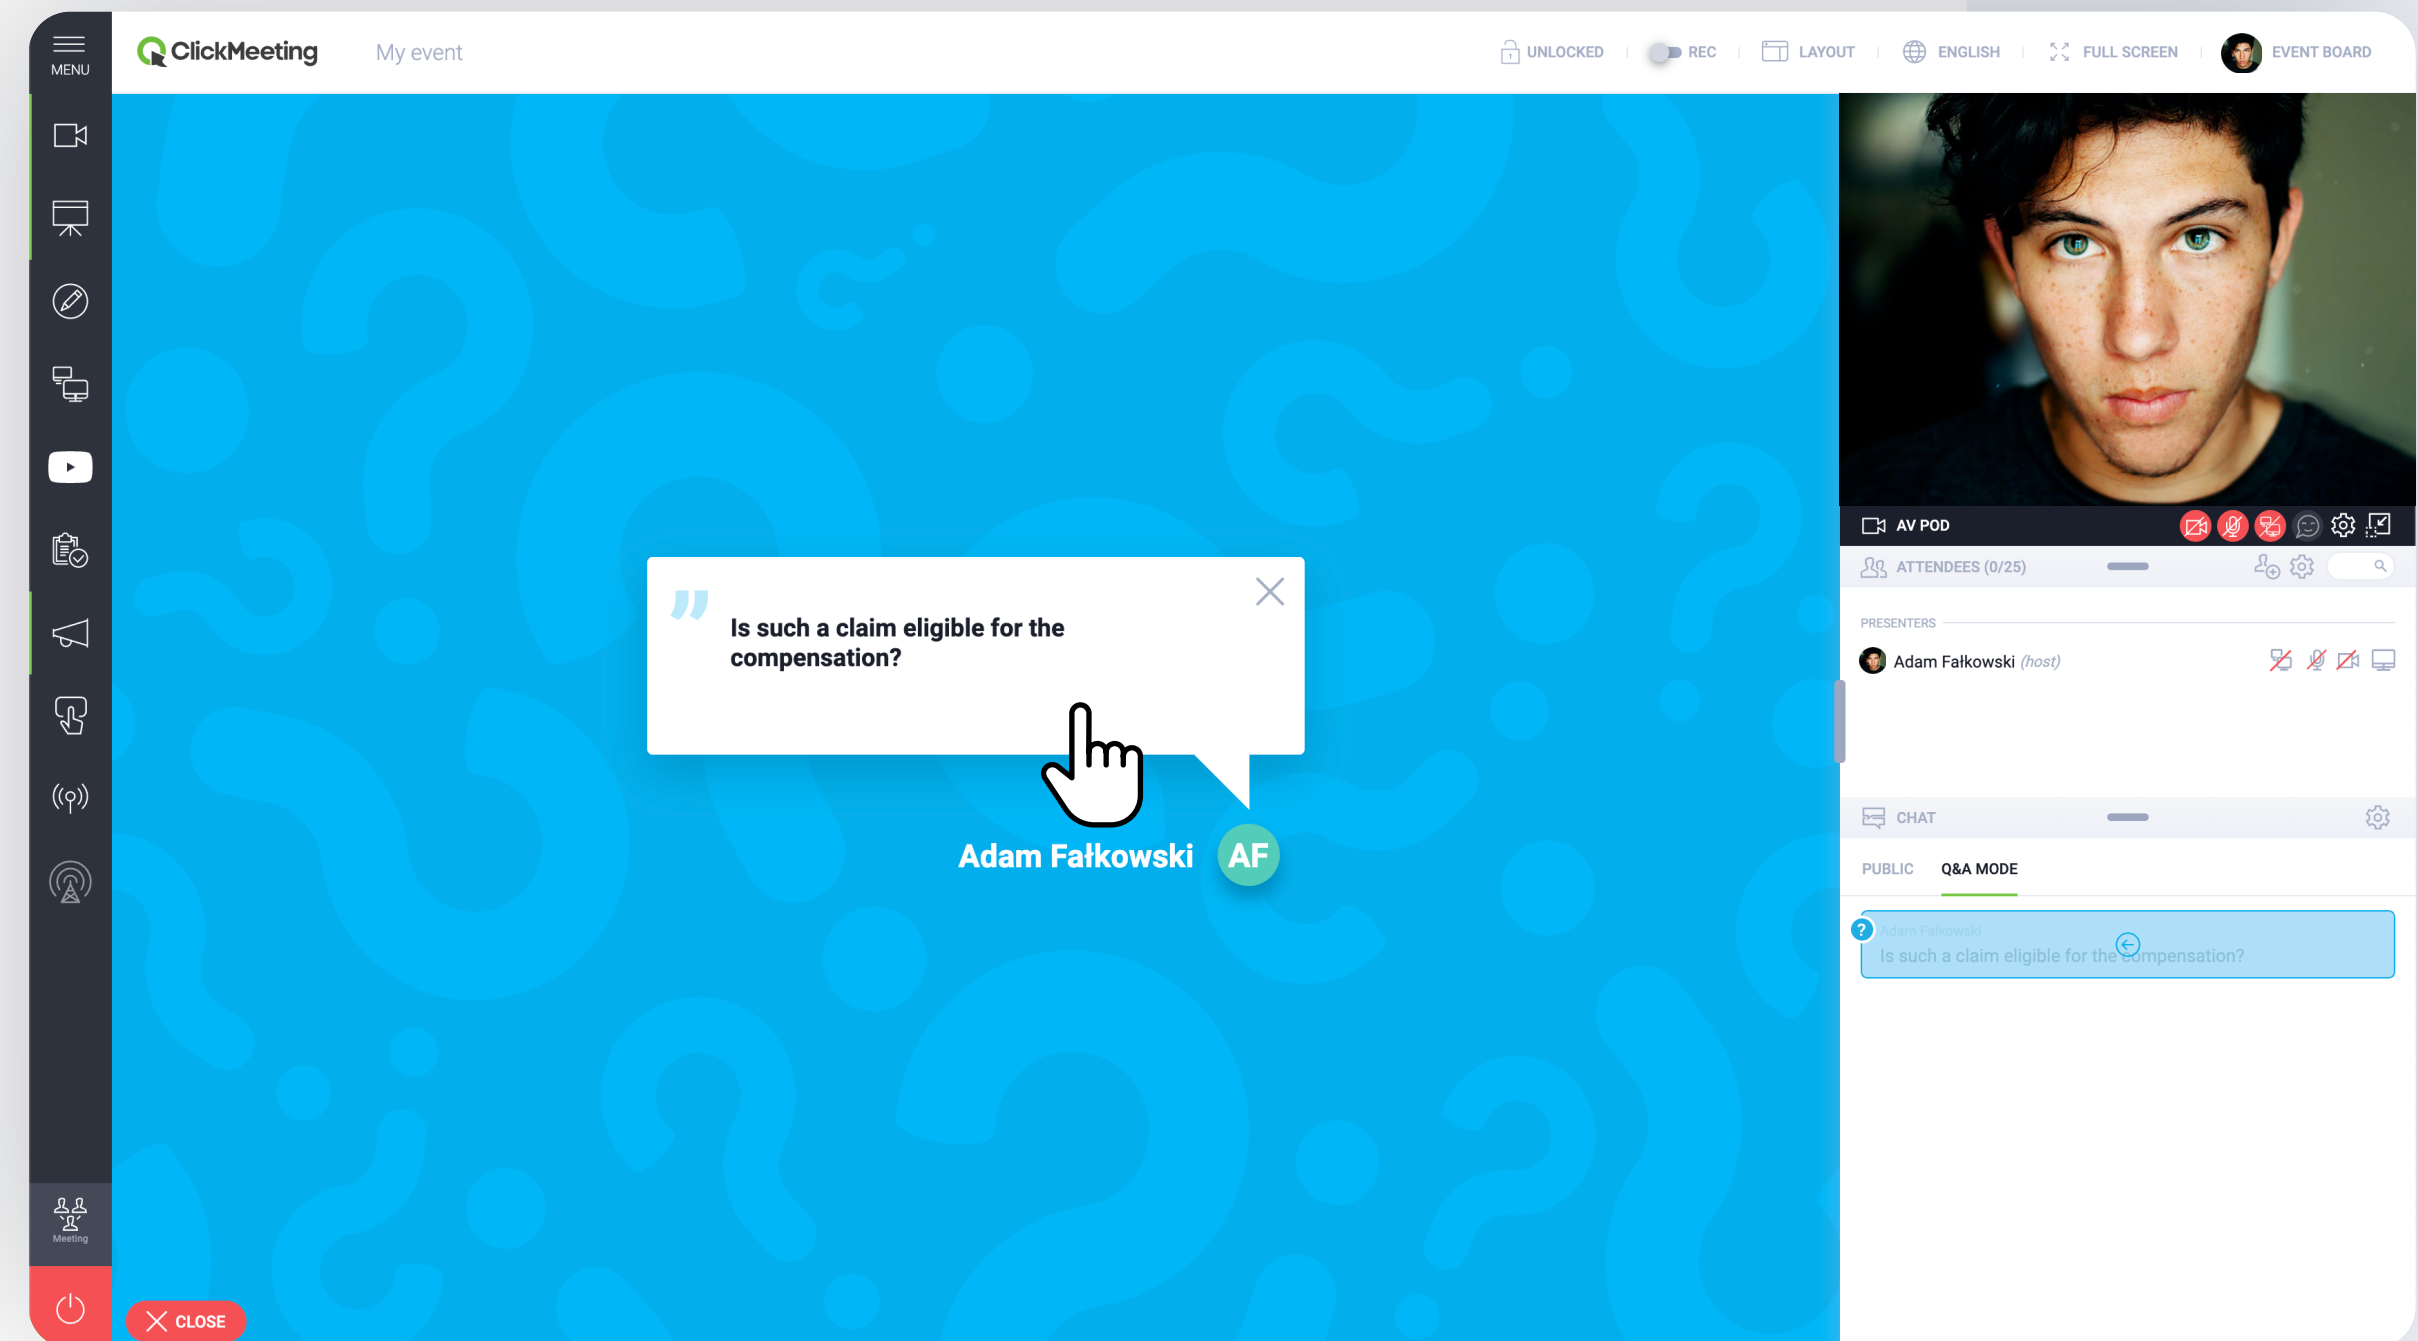 MENU
ClickMeeting
My event
UNLOCKED
REC
LAYOUT
ENGLISH
FULL SCREEN
EVENT BOARD
”
Is such a claim eligible for the
compensation?
Adam Fałkowski
AF
AV POD
ATTENDEES (0/25)
PRESENTERS
Adam Fałkowski (host)
CHAT
PUBLIC
Q&A MODE
?
Adam Fałkowski
Is such a claim eligible for the compensation?
Meeting
CLOSE